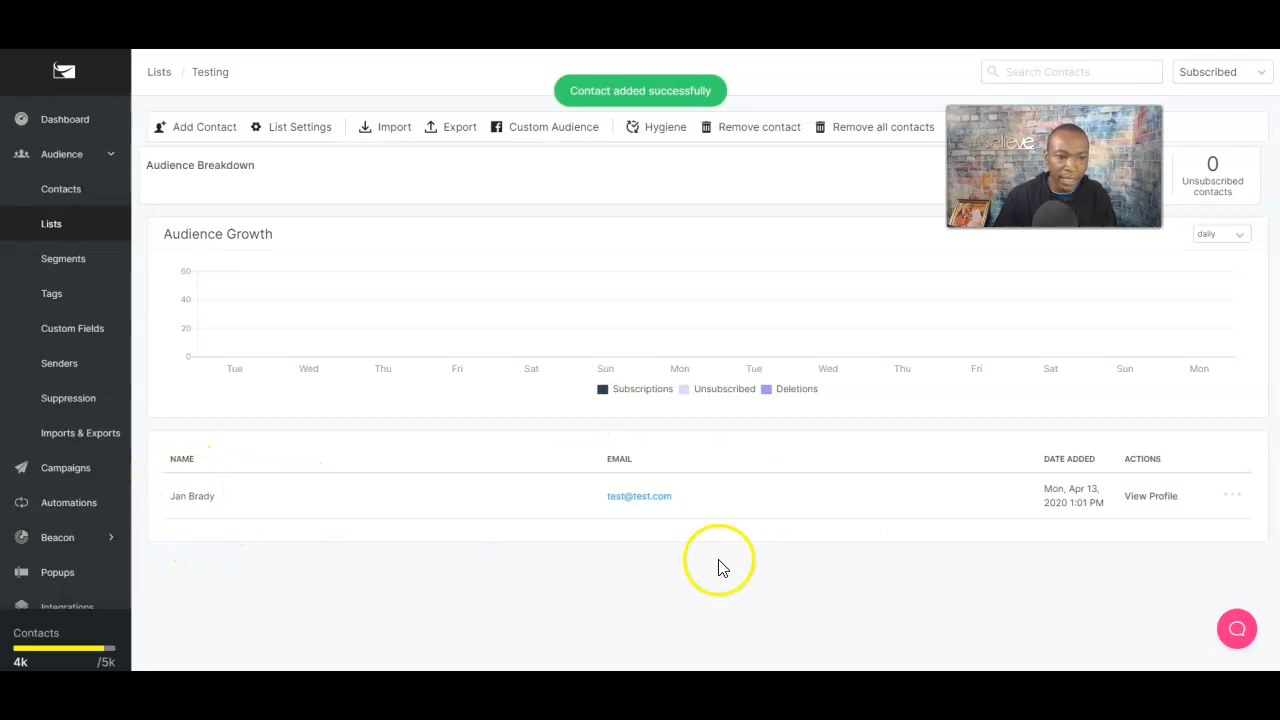 Lists / Testing
Contact added successfully
Search Contacts
Subscribed
Add Contact
List Settings
Import
Export
Custom Audience
Hygiene
Remove contact
Remove all contacts
Audience Breakdown
0
Unsubscribed
contacts
Dashboard
Audience
Contacts
Lists
Segments
Tags
Custom Fields
Senders
Suppression
Imports & Exports
Campaigns
Automations
Beacon
Popups
Integrations
Contacts
4k /5k
Audience Growth
daily
60
40
20
0
Tue Wed Thu Fri Sat Sun Mon Tue Wed Thu Fri Sat Sun Mon
Subscriptions Unsubscribed Deletions
NAME EMAIL DATE ADDED ACTIONS
Jan Brady test@test.com Mon, Apr 13, View Profile
2020 1:01 PM